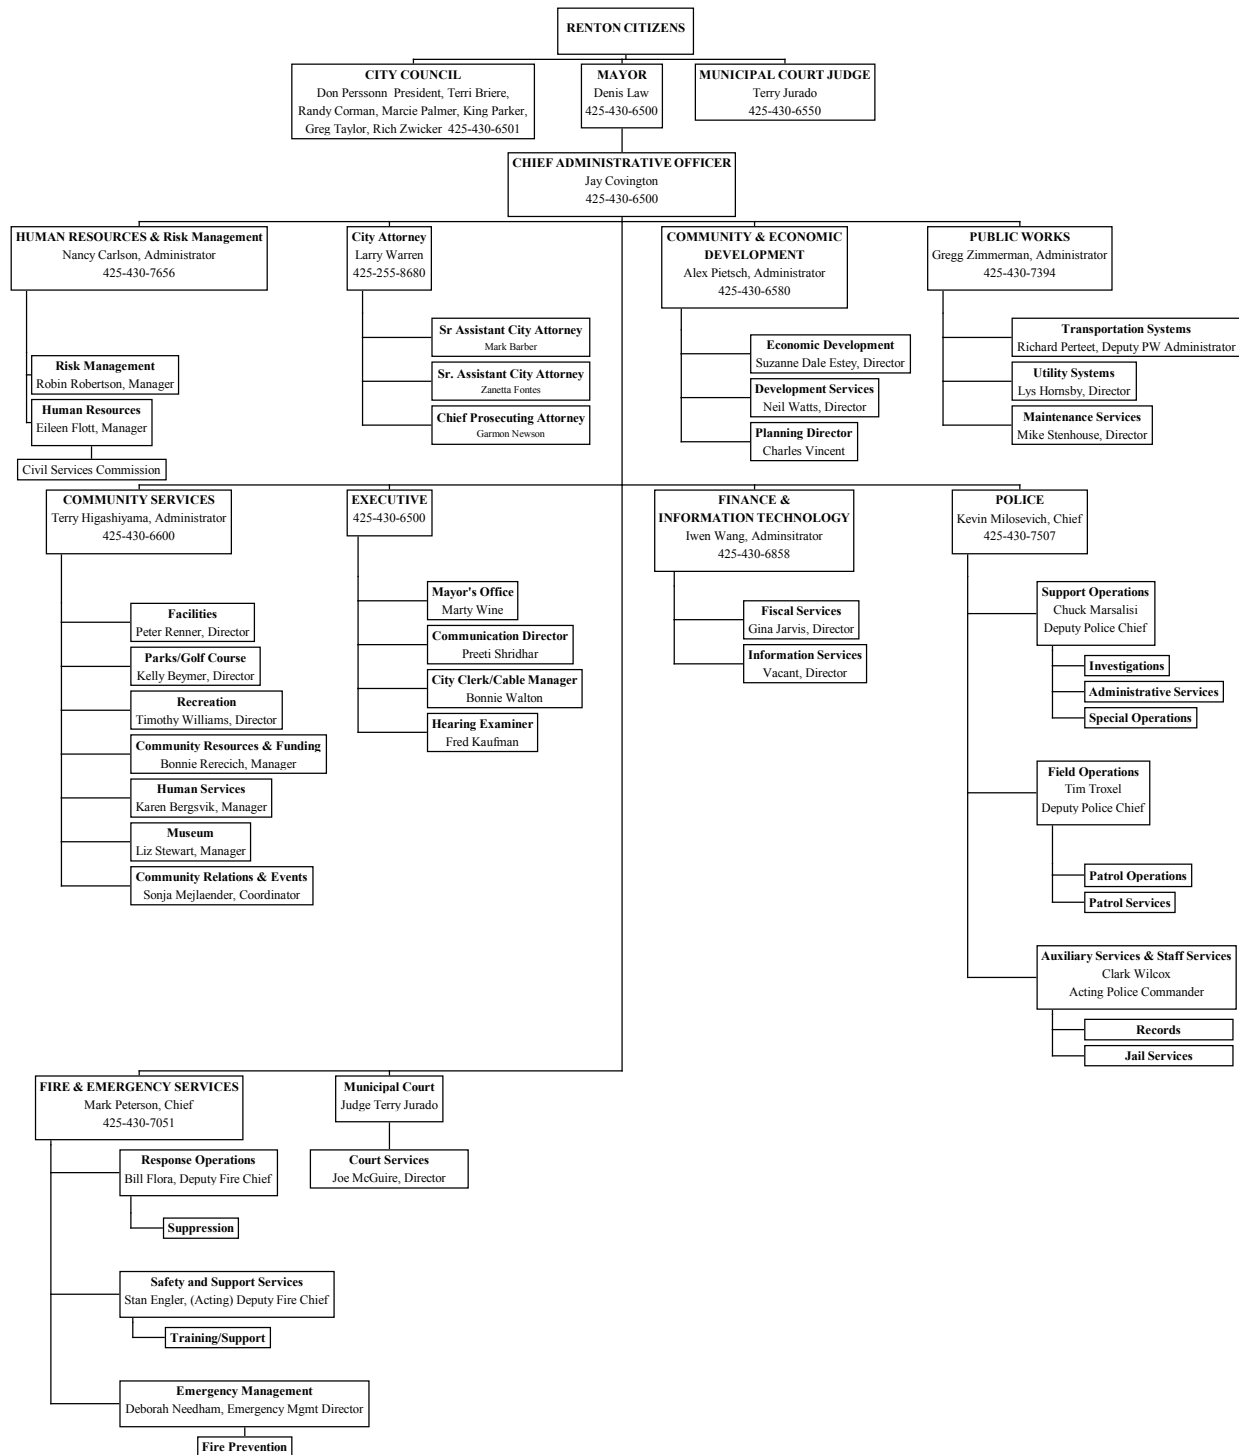 RENTON CITIZENS
CITY COUNCIL
Don Perssonn  President, Terri Briere,
Randy Corman, Marcie Palmer, King Parker,
Greg Taylor, Rich Zwicker  425-430-6501
MAYOR
Denis Law
425-430-6500
MUNICIPAL COURT JUDGE
Terry Jurado
425-430-6550
CHIEF ADMINISTRATIVE OFFICER
Jay Covington
425-430-6500
HUMAN RESOURCES & Risk Management
Nancy Carlson, Administrator
425-430-7656
Risk Management
Robin Robertson, Manager
Human Resources
Eileen Flott, Manager
Civil Services Commission
City Attorney
Larry Warren
425-255-8680
Sr Assistant City Attorney
Mark Barber
Sr. Assistant City Attorney
Zanetta Fontes
Chief Prosecuting Attorney
Garmon Newson
COMMUNITY & ECONOMIC
DEVELOPMENT
Alex Pietsch, Administrator
425-430-6580
Economic Development
Suzanne Dale Estey, Director
Development Services
Neil Watts, Director
Planning Director
Charles Vincent
PUBLIC WORKS
Gregg Zimmerman, Administrator
425-430-7394
Transportation Systems
Richard Perteet, Deputy PW Administrator
Utility Systems
Lys Hornsby, Director
Maintenance Services
Mike Stenhouse, Director
COMMUNITY SERVICES
Terry Higashiyama, Administrator
425-430-6600
Facilities
Peter Renner, Director
Parks/Golf Course
Kelly Beymer, Director
Recreation
Timothy Williams, Director
Community Resources & Funding
Bonnie Rerecich, Manager
Human Services
Karen Bergsvik, Manager
Museum
Liz Stewart, Manager
Community Relations & Events
Sonja Mejlaender, Coordinator
EXECUTIVE
425-430-6500
Mayor's Office
Marty Wine
Communication Director
Preeti Shridhar
City Clerk/Cable Manager
Bonnie Walton
Hearing Examiner
Fred Kaufman
FINANCE &
INFORMATION TECHNOLOGY
Iwen Wang, Adminsitrator
425-430-6858
Fiscal Services
Gina Jarvis, Director
Information Services
Vacant, Director
POLICE
Kevin Milosevich, Chief
425-430-7507
Support Operations
Chuck Marsalisi
Deputy Police Chief
Investigations
Administrative Services
Special Operations
Field Operations
Tim Troxel
Deputy Police Chief
Patrol Operations
Patrol Services
Auxiliary Services & Staff Services
Clark Wilcox
Acting Police Commander
Records
Jail Services
FIRE & EMERGENCY SERVICES
Mark Peterson, Chief
425-430-7051
Response Operations
Bill Flora, Deputy Fire Chief
Suppression
Safety and Support Services
Stan Engler, (Acting) Deputy Fire Chief
Training/Support
Emergency Management
Deborah Needham, Emergency Mgmt Director
Fire Prevention
Municipal Court
Judge Terry Jurado
Court Services
Joe McGuire, Director